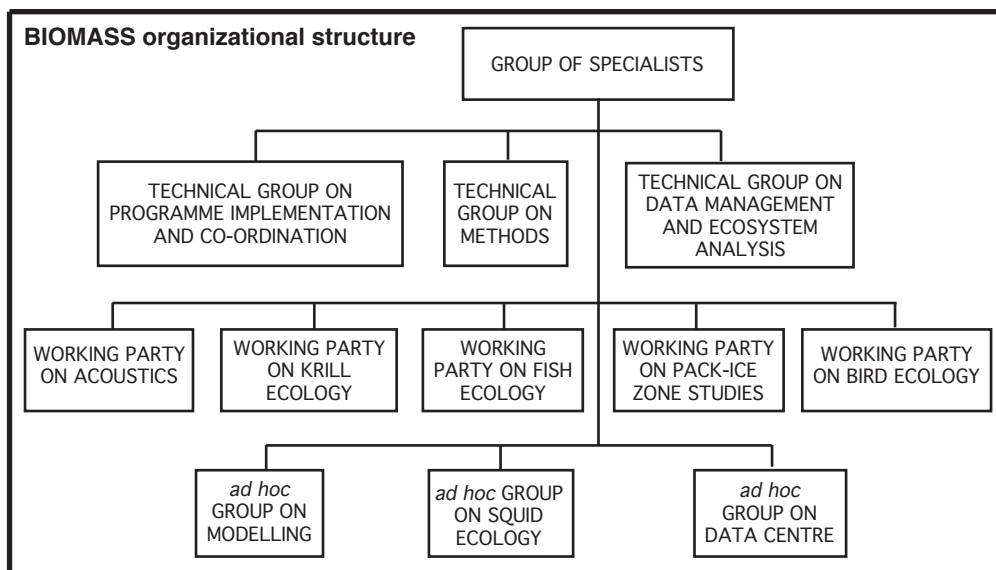 BIOMASS organizational structure
GROUP OF SPECIALISTS
TECHNICAL GROUP ON
PROGRAMME IMPLEMENTATION
AND CO-ORDINATION
TECHNICAL
GROUP ON
METHODS
TECHNICAL GROUP ON
DATA MANAGEMENT
AND ECOSYSTEM
ANALYSIS
WORKING PARTY
ON ACOUSTICS
WORKING PARTY
ON KRILL
ECOLOGY
WORKING
PARTY ON FISH
ECOLOGY
WORKING PARTY
ON PACK-ICE
ZONE STUDIES
WORKING PARTY
ON BIRD ECOLOGY
ad hoc
GROUP ON
MODELLING
ad hoc GROUP
ON SQUID
ECOLOGY
ad hoc
GROUP ON
DATA CENTRE